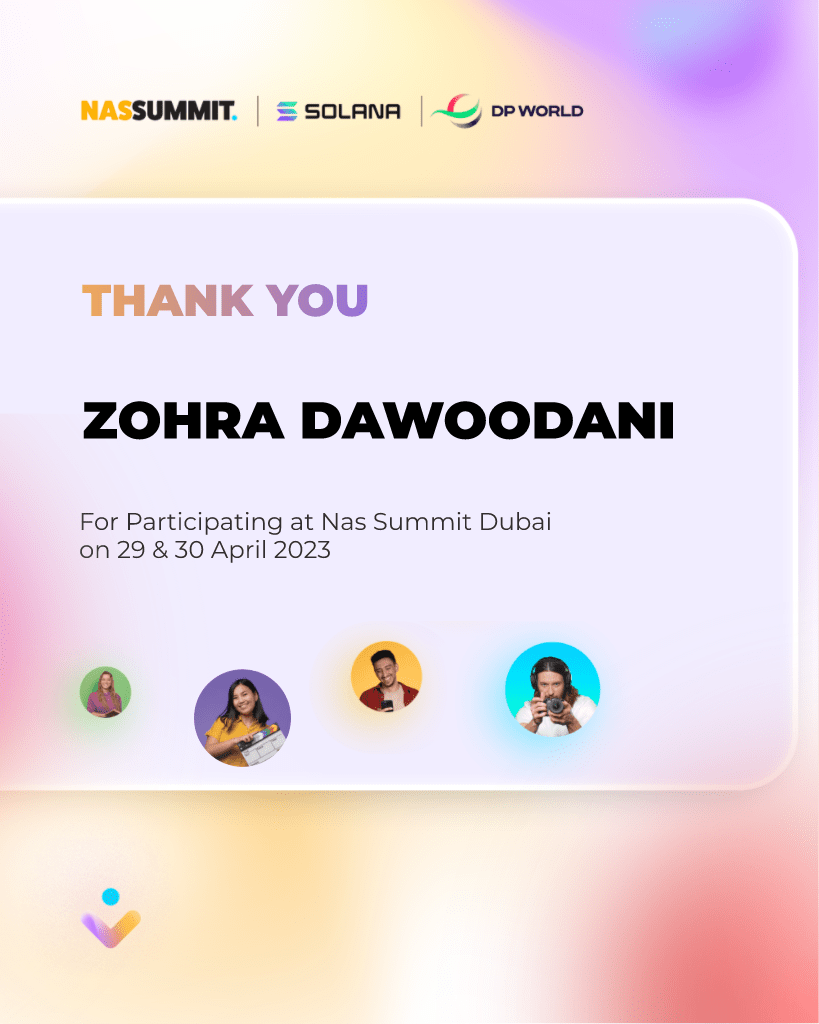 NASSUMMIT. | SOLANA | DP WORLD
THANK YOU
ZOHRA DAWOODANI
For Participating at Nas Summit Dubai
on 29 & 30 April 2023